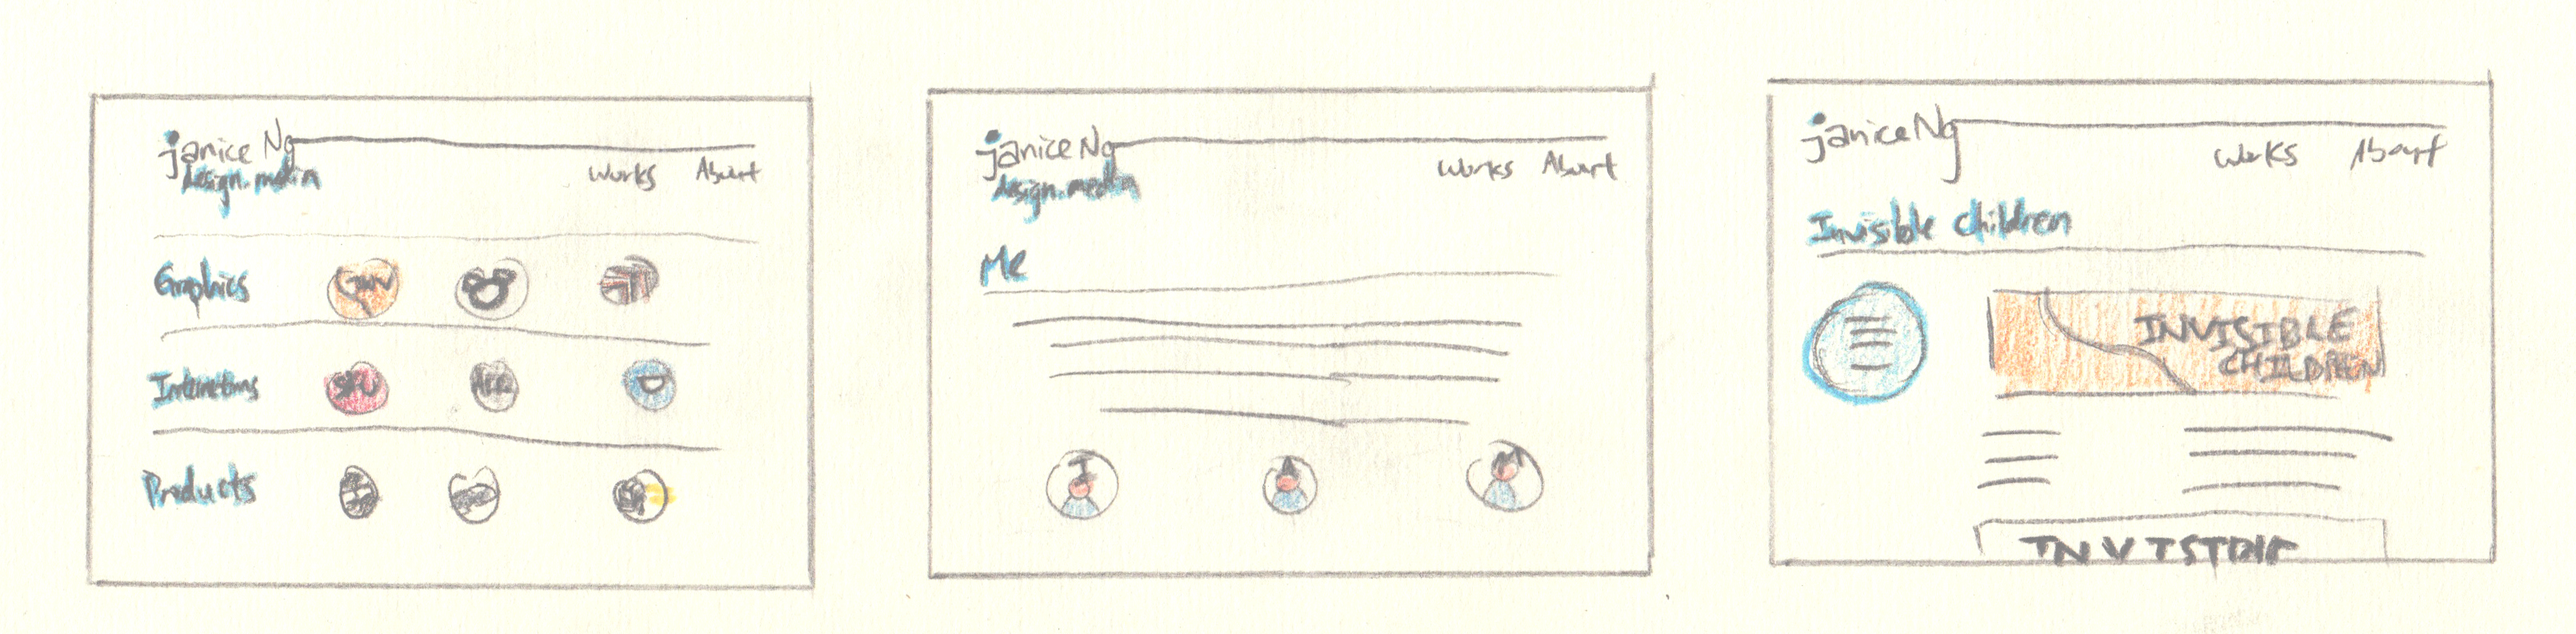 janice Ng
design.media
Works About
Graphics
Interactions
SKU
Products
janice Ng
design.media
Works About
Me
I
A
M
janice Ng
Works About
Invisible Children
INVISIBLE
CHILDREN